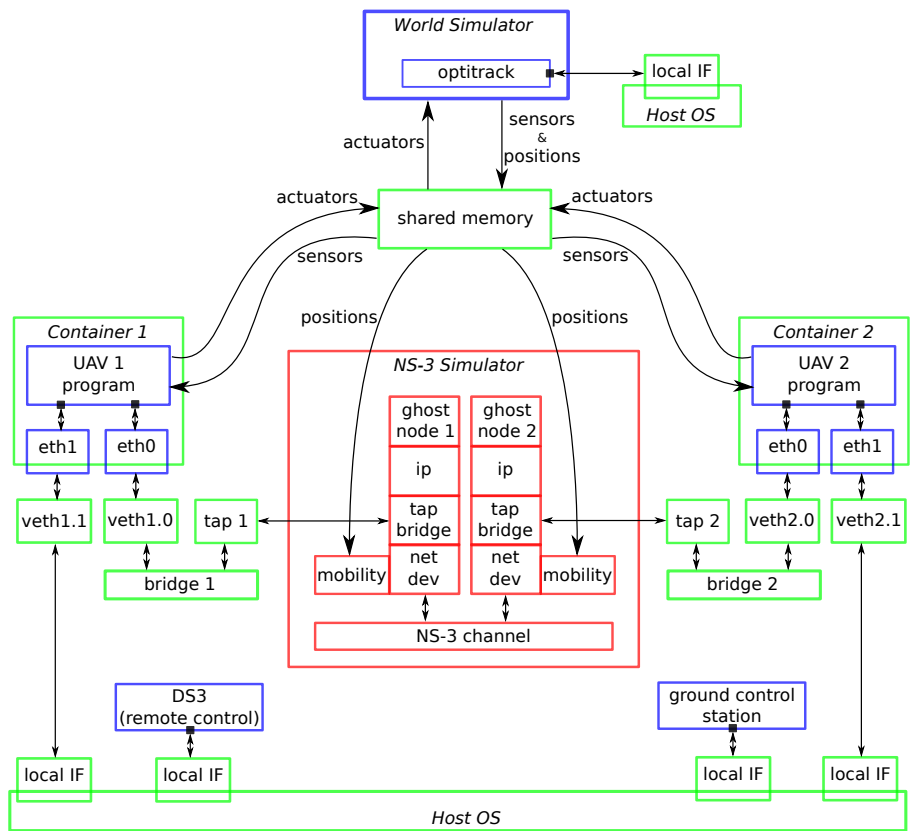 World Simulator
optitrack
local IF
Host OS
actuators
sensors
&
positions
actuators
shared memory
actuators
sensors
sensors
positions
positions
Container 1
UAV 1
program
eth1
eth0
veth1.1
veth1.0
tap 1
bridge 1
NS-3 Simulator
ghost
node 1
ghost
node 2
ip
ip
tap
bridge
tap
bridge
mobility
net
dev
net
dev
mobility
NS-3 channel
Container 2
UAV 2
program
eth0
eth1
tap 2
veth2.0
veth2.1
bridge 2
DS3
(remote control)
ground control
station
local IF
local IF
local IF
local IF
Host OS